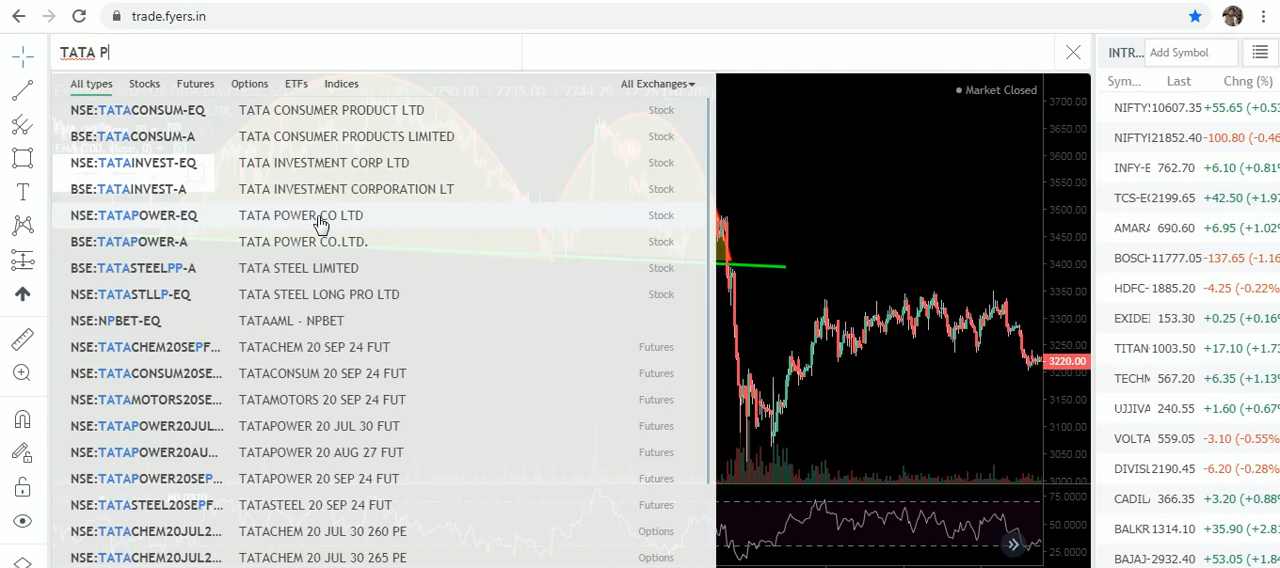 trade.fyers.in
TATA P
INTR...
Add Symbol
All types Stocks Futures Options ETFs Indices All Exchanges
NSE:TATACONSUM-EQ TATA CONSUMER PRODUCT LTD Stock
BSE:TATACONSUM-A TATA CONSUMER PRODUCTS LIMITED Stock
NSE:TATAINVEST-EQ TATA INVESTMENT CORP LTD Stock
BSE:TATAINVEST-A TATA INVESTMENT CORPORATION LT Stock
NSE:TATAPOWER-EQ TATA POWER CO LTD Stock
BSE:TATAPOWER-A TATA POWER CO.LTD. Stock
BSE:TATASTEELPP-A TATA STEEL LIMITED Stock
NSE:TATASTLLP-EQ TATA STEEL LONG PRO LTD Stock
NSE:NPBET-EQ TATAAML - NPBET
NSE:TATACHEM20SEPF... TATACHEM 20 SEP 24 FUT Futures
NSE:TATACONSUM20SE... TATACONSUM 20 SEP 24 FUT Futures
NSE:TATAMOTORS20SE... TATAMOTORS 20 SEP 24 FUT Futures
NSE:TATAPOWER20JUL... TATAPOWER 20 JUL 30 FUT Futures
NSE:TATAPOWER20AU... TATAPOWER 20 AUG 27 FUT Futures
NSE:TATAPOWER20SEP... TATAPOWER 20 SEP 24 FUT Futures
NSE:TATASTEEL20SEPF... TATASTEEL 20 SEP 24 FUT Futures
NSE:TATACHEM20JUL2... TATACHEM 20 JUL 30 260 PE Options
NSE:TATACHEM20JUL2... TATACHEM 20 JUL 30 265 PE Options
Market Closed
3700.00
3650.00
3600.00
3550.00
3500.00
3450.00
3400.00
3350.00
3300.00
3250.00
3220.00
3200.00
3150.00
3100.00
3050.00
3000.00
75.0000
50.0000
25.0000
Sym... Last Chng (%)
NIFTY! 10607.35 +55.65 (+0.53
NIFTYI 21852.40 -100.80 (-0.46
INFY-E 762.70 +6.10 (+0.81%)
TCS-E 2199.65 +42.50 (+1.97
AMARA 690.60 +6.95 (+1.02%)
BOSCH 11777.05 -137.65 (-1.16
HDFC- 1885.20 -4.25 (-0.22%)
EXIDEI 153.30 +0.25 (+0.16%)
TITAN 1003.50 +17.10 (+1.73
TECHM 567.20 +6.35 (+1.13%)
UJJIVA 240.55 +1.60 (+0.67%
VOLTA 559.05 -3.10 (-0.55%)
DIVISL 2190.45 -6.20 (-0.28%)
CADIL 366.35 +3.20 (+0.88%
BALKR 1314.10 +35.90 (+2.81
BAJAJ- 2932.40 +53.05 (+1.84